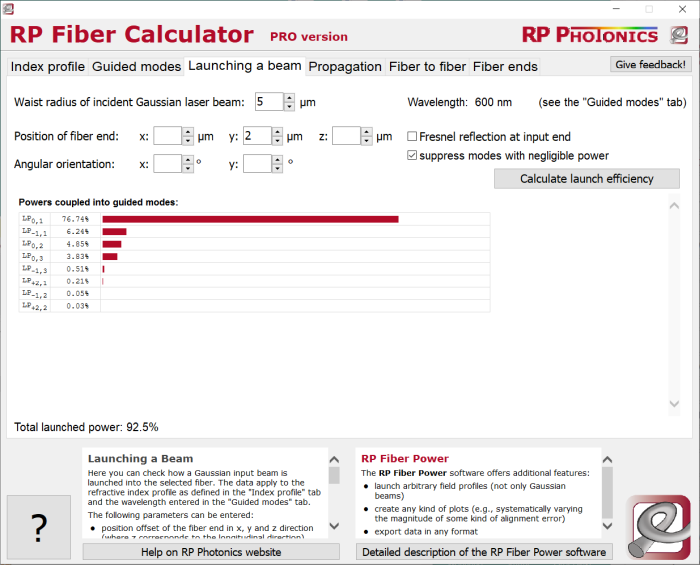 RP Fiber Calculator PRO version
RP PHOTONICS
Index profile Guided modes Launching a beam Propagation Fiber to fiber Fiber ends
Give feedback!
Waist radius of incident Gaussian laser beam: 5 µm
Wavelength: 600 nm (see the "Guided modes" tab)
Position of fiber end: x: µm y: 2 µm z: µm
Fresnel reflection at input end
Angular orientation: x: ° y: °
suppress modes with negligible power
Calculate launch efficiency
Powers coupled into guided modes:
LP0,1 76.74%
LP-1,1 6.24%
LP0,2 4.85%
LP0,3 3.83%
LP-1,3 0.51%
LP+2,1 0.21%
LP-1,2 0.05%
LP+2,2 0.03%
Total launched power: 92.5%
Launching a Beam
Here you can check how a Gaussian input beam is
launched into the selected fiber. The data apply to the
refractive index profile as defined in the "Index profile" tab
and the wavelength entered in the "Guided modes" tab.
The following parameters can be entered:
• position offset of the fiber end in x, y and z direction
(where z corresponds to the longitudinal direction)
RP Fiber Power
The RP Fiber Power software offers additional features:
• launch arbitrary field profiles (not only Gaussian
beams)
• create any kind of plots (e.g., systematically varying
the magnitude of some kind of alignment error)
• export data in any format
?
Help on RP Photonics website
Detailed description of the RP Fiber Power software